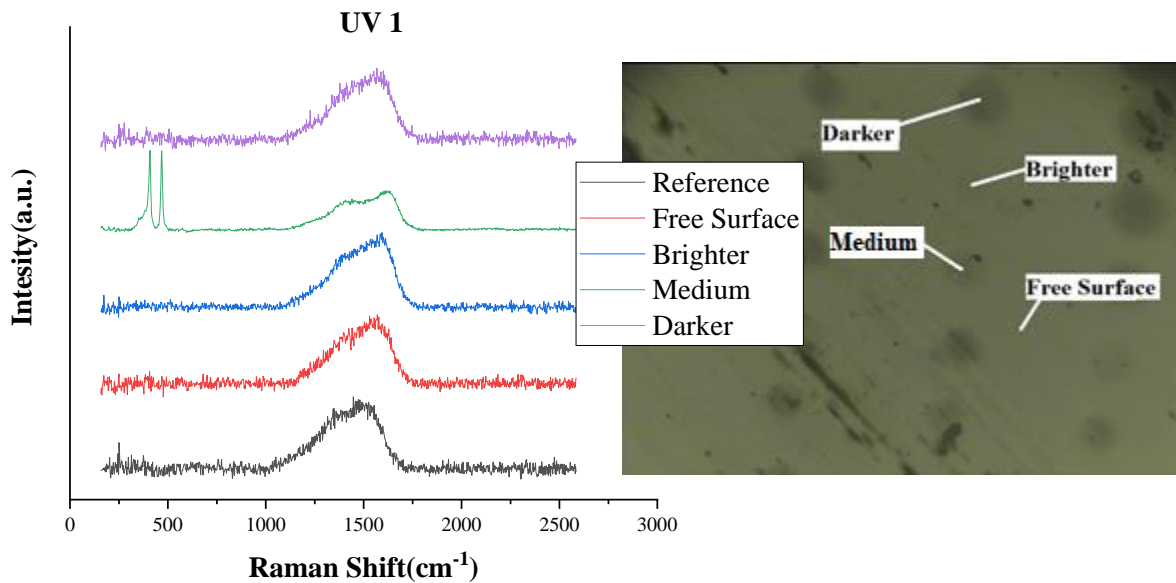 UV 1
Intesity(a.u.)
Reference
Free Surface
Brighter
Medium
Darker
0
500
1000
1500
2000
2500
3000
Raman Shift(cm⁻¹)
Darker
Brighter
Medium
Free Surface